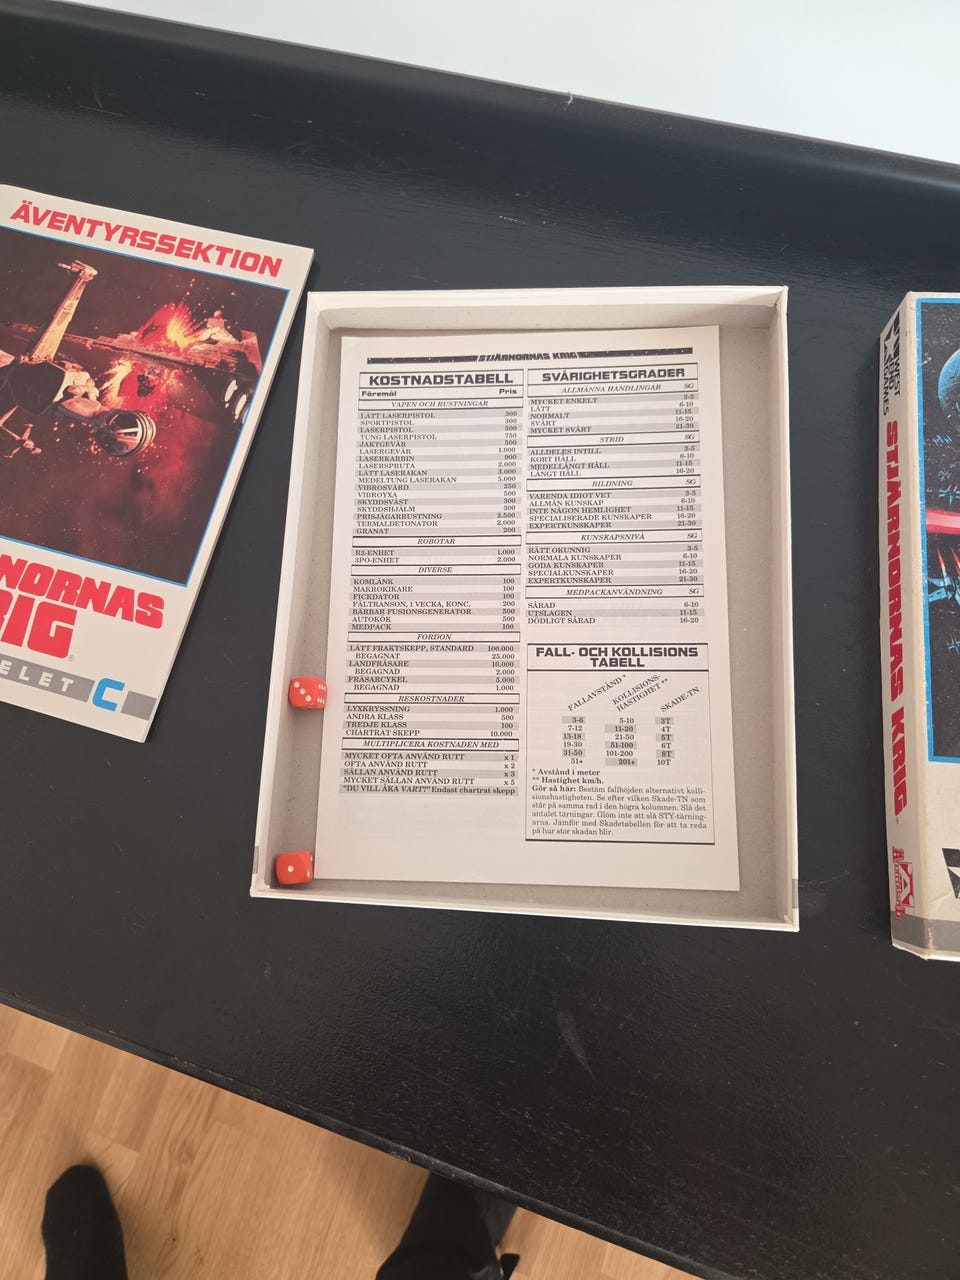 ÄVENTYRSSEKTION
NORNAS
RIG
ELET C
STJÄRNORNAS KRIG
KOSTNADSTABELL
Föremål Pris
VAPEN OCH RUSTNINGAR
LÄTT LASERPISTOL 300
SPORTPISTOL 300
LASERPISTOL 500
TUNG LASERPISTOL 750
JAKTGEVÄR 500
LASERGEVÄR 1.000
LASERKARBIN 900
LASERSPRUTA 2.000
LÄTT LASERAKAN 3.000
MEDELTUNG LASERAKAN 5.000
VIBROSVÄRD 250
VIBROYXA 500
SKYDDSVÄST 300
SKYDDSHJÄLM 300
PRISJÄGARRUSTNING 2.500
TERMALDETONATOR 2.000
GRANAT 200
ROBOTAR
R2-ENHET 1.000
3PO-ENHET 2.000
DIVERSE
KOMLÄNK 100
MAKROKIKARE 100
FICKDATOR 100
FÄLTRANSON, 1 VECKA, KONC. 200
BÄRBAR FUSIONSGENERATOR 500
AUTOKOK 500
MEDPACK 100
FORDON
LÄTT FRAKTSKEPP, STANDARD 100.000
BEGAGNAT 25.000
LANDFRÄSARE 10.000
BEGAGNAD 2.000
FRÄSARCYKEL 5.000
BEGAGNAD 1.000
RESKOSTNADER
LYXKRYSSNING 1.000
ANDRA KLASS 500
TREDJE KLASS 100
CHARTRAT SKEPP 10.000
MULTIPLICERA KOSTNADEN MED
MYCKET OFTA ANVÄND RUTT x 1
OFTA ANVÄND RUTT x 2
SÄLLAN ANVÄND RUTT x 3
MYCKET SÄLLAN ANVÄND RUTT x 5
"DU VILL ÅKA VART?" Endast chartrat skepp
SVÅRIGHETSGRADER
ALLMÄNNA HANDLINGAR SG
MYCKET ENKELT 3-5
LÄTT 6-10
NORMALT 11-15
SVÅRT 16-20
MYCKET SVÅRT 21-30
STRID SG
ALLDELES INTILL 3-5
KORT HÅLL 6-10
MEDELLÅNGT HÅLL 11-15
LÅNGT HÅLL 16-20
BILDNING SG
VARENDA IDIOT VET 3-5
ALLMÄN KUNSKAP 6-10
INTE NÅGON HEMLIGHET 11-15
SPECIALISERADE KUNSKAPER 16-20
EXPERTKUNSKAPER 21-30
KUNSKAPSNIVÅ SG
RÄTT OKUNNIG 3-5
NORMALA KUNSKAPER 6-10
GODA KUNSKAPER 11-15
SPECIALKUNSKAPER 16-20
EXPERTKUNSKAPER 21-30
MEDPACKANVÄNDNING SG
SÅRAD 6-10
UTSLAGEN 11-15
DÖDLIGT SÅRAD 16-20
FALL- OCH KOLLISIONS
TABELL
FALLAVSTÅND * KOLLISIONS- HASTIGHET ** SKADE-TN
3-6 5-10 3T
7-12 11-20 4T
13-18 21-50 5T
19-30 51-100 6T
31-50 101-200 8T
51+ 201+ 10T
* Avstånd i meter
** Hastighet km/h.
Gör så här: Bestäm fallhöjden alternativt kolli-
sionshastigheten. Se efter vilken Skade-TN som
står på samma rad i den högra kolumnen. Slå det
antalet tärningar. Glöm inte att slå STY-tärning-
arna. Jämför med Skadetabellen för att ta reda
på hur stor skadan blir.
WEST
END
GAMES
STJÄRNORNAS KRIG